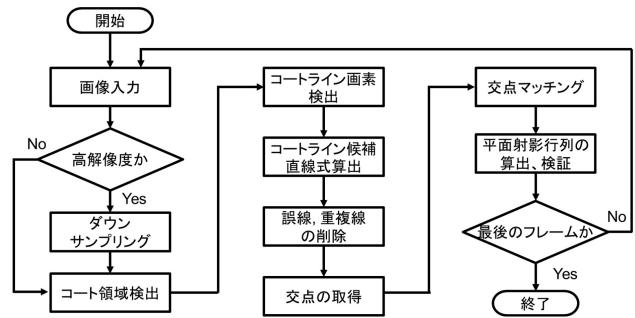 開始
画像入力
高解像度か
No
Yes
ダウン
サンプリング
コート領域検出
コートライン画素
検出
コートライン候補
直線式算出
誤線,重複線
の削除
交点の取得
交点マッチング
平面射影行列の
算出、検証
最後のフレームか
No
Yes
終了